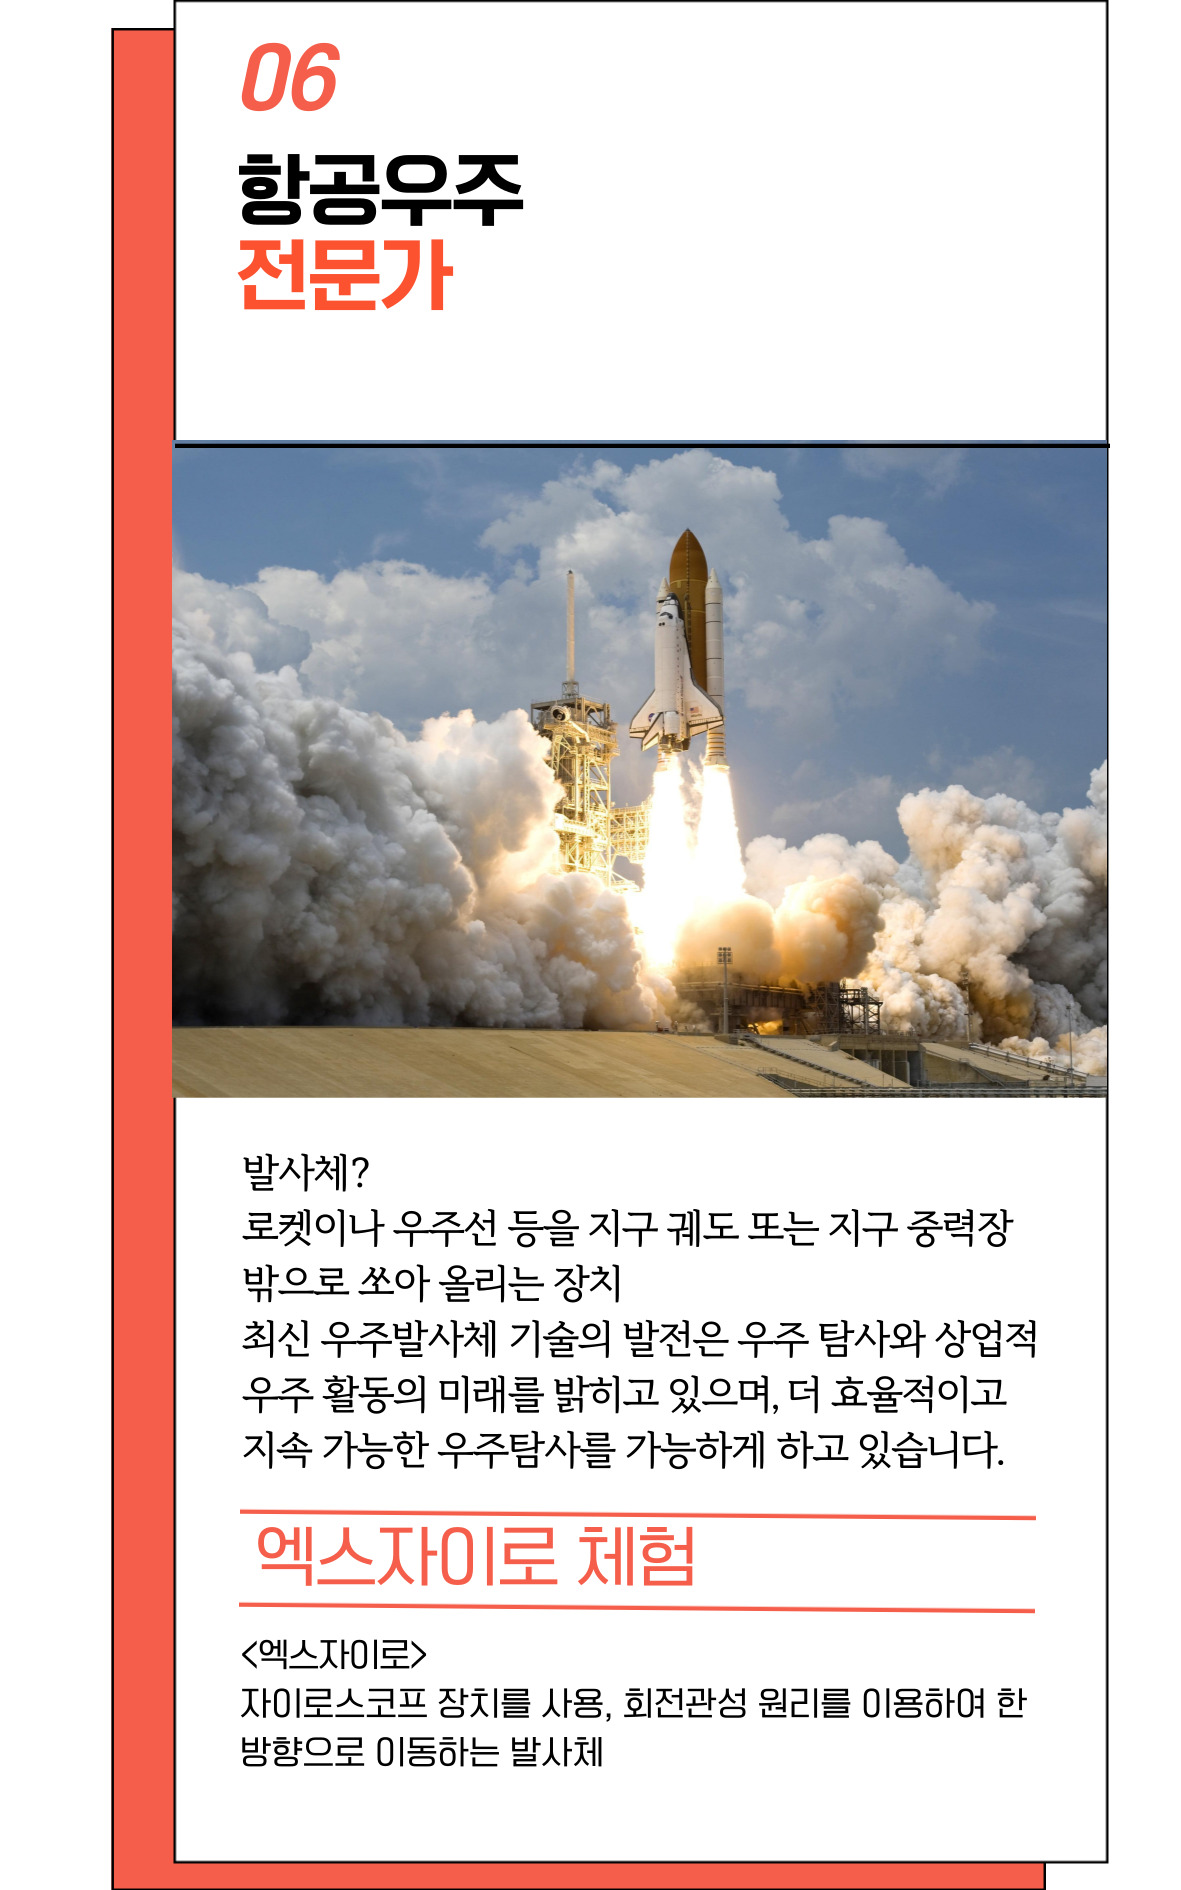 06
항공우주
전문가
발사체?
로켓이나 우주선 등을 지구 궤도 또는 지구 중력장
밖으로 쏘아 올리는 장치
최신 우주발사체 기술의 발전은 우주 탐사와 상업적
우주 활동의 미래를 밝히고 있으며, 더 효율적이고
지속 가능한 우주탐사를 가능하게 하고 있습니다.
엑스자이로 체험
<엑스자이로>
자이로스코프 장치를 사용, 회전관성 원리를 이용하여 한
방향으로 이동하는 발사체